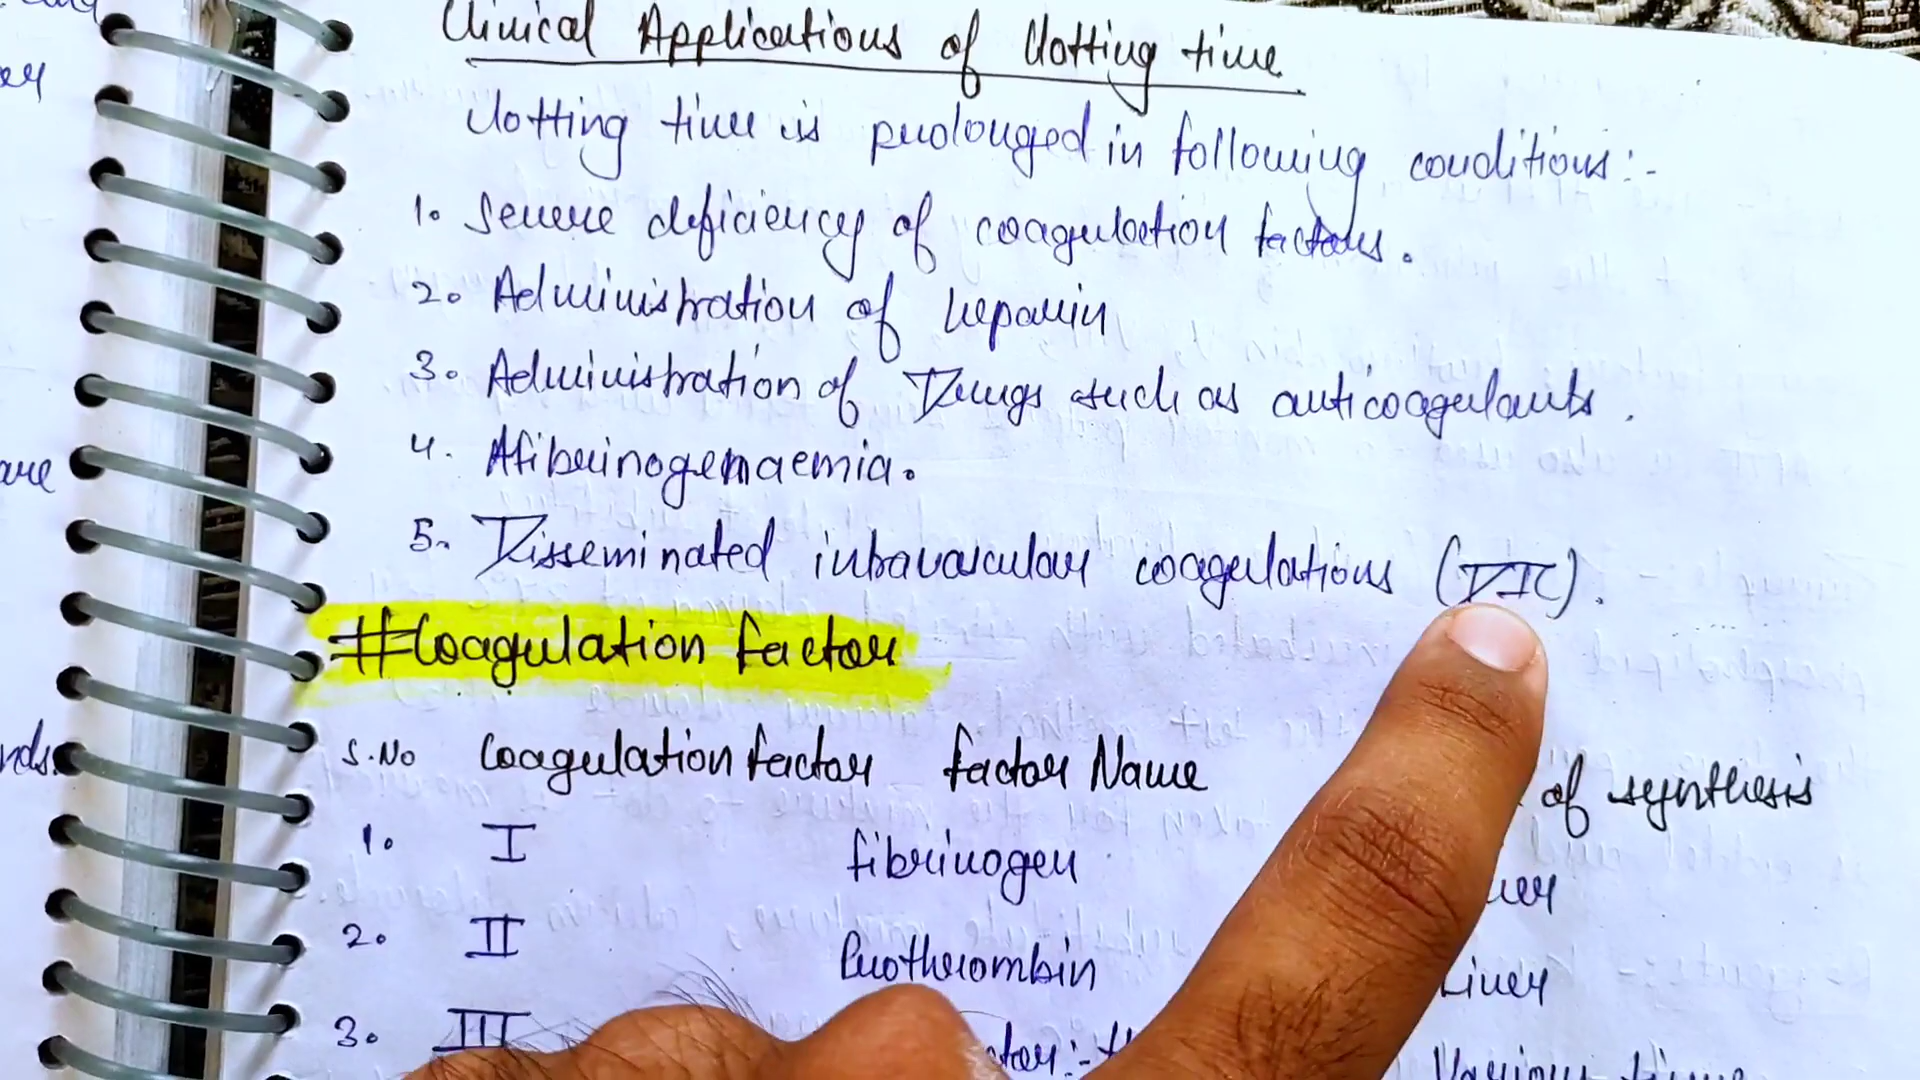 Clinical Applications of Clotting time
Clotting time is prolonged in following conditions :-
1. Severe deficiency of coagulation factors.
2. Administration of heparin
3. Administration of Drugs such as anticoagulants.
4. Afibrinogenaemia.
5. Disseminated intravascular coagulations (DIC).
#Coagulation factor
S.No Coagulation factor factor Name of synthesis
1. I fibrinogen
2. II Prothrombin Liver
3. III
are
nds.